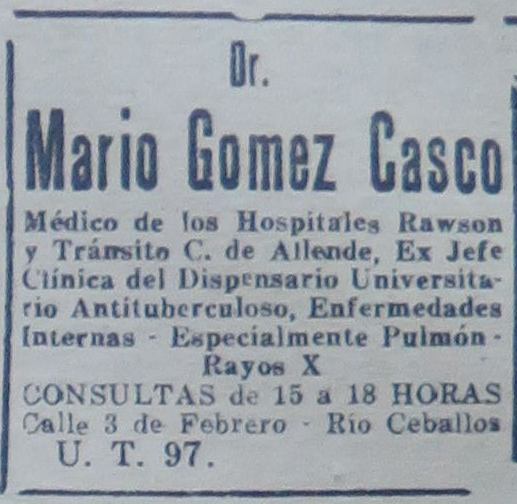 Dr.
Mario Gomez Casco
Médico de los Hospitales Rawson
y Tránsito C. de Allende, Ex Jefe
Clínica del Dispensario Universita-
rio Antituberculoso, Enfermedades
Internas - Especialmente Pulmón -
Rayos X
CONSULTAS de 15 a 18 HORAS
Calle 3 de Febrero - Río Ceballos
U. T. 97.